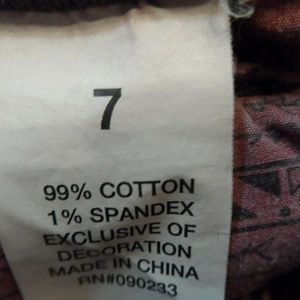 7
99% COTTON
1% SPANDEX
EXCLUSIVE OF
DECORATION
MADE IN CHINA
RN#090233